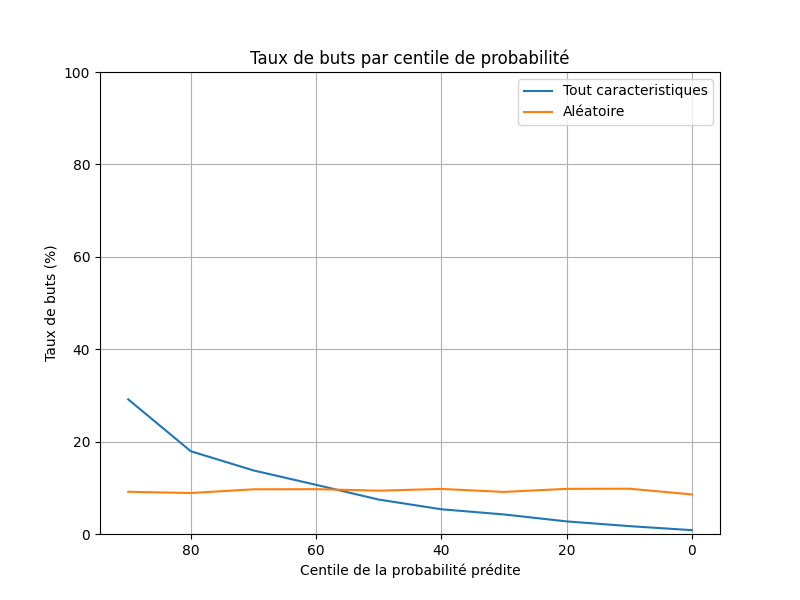 Taux de buts par centile de probabilité
100
80
60
40
20
0
Taux de buts (%)
Tout caracteristiques
Aléatoire
80
60
40
20
0
Centile de la probabilité prédite